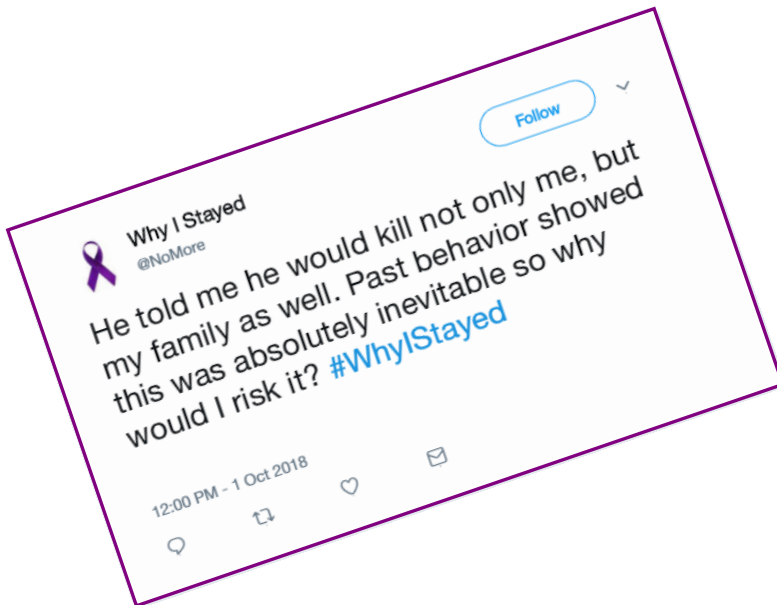 Follow
Why I Stayed
@NoMore
He told me he would kill not only me, but
my family as well. Past behavior showed
this was absolutely inevitable so why
would I risk it? #WhyIStayed
12:00 PM - 1 Oct 2018